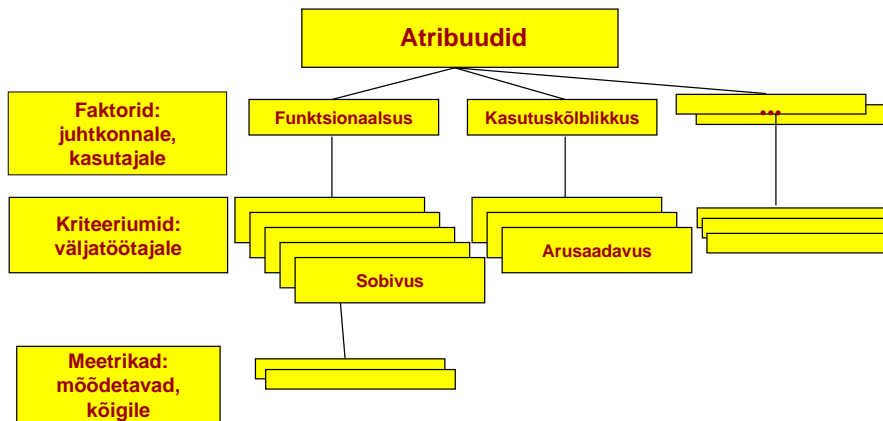 Atribuudid
Faktorid:
juhtkonnale,
kasutajale
Funktsionaalsus
Kasutuskõlblikkus
...
Kriteeriumid:
väljatöötajale
Sobivus
Arusaadavus
Meetrikad:
mõõdetavad,
kõigile